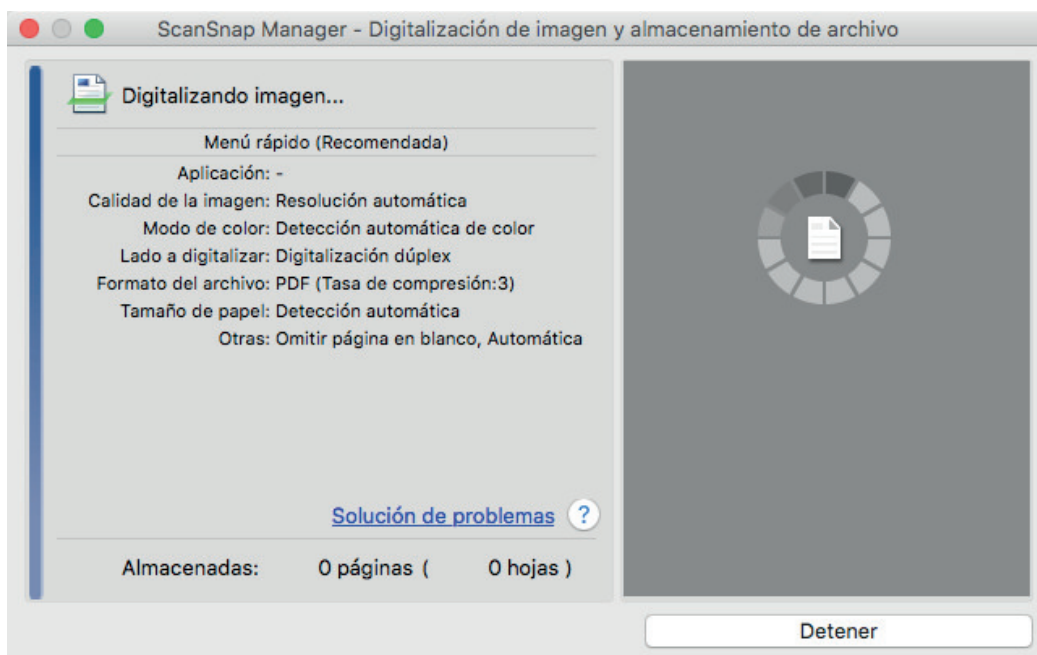 ScanSnap Manager - Digitalización de imagen y almacenamiento de archivo
Digitalizando imagen...
Menú rápido (Recomendada)
Aplicación: -
Calidad de la imagen: Resolución automática
Modo de color: Detección automática de color
Lado a digitalizar: Digitalización dúplex
Formato del archivo: PDF (Tasa de compresión:3)
Tamaño de papel: Detección automática
Otras: Omitir página en blanco, Automática
Solución de problemas ?
Almacenadas: 0 páginas ( 0 hojas )
Detener